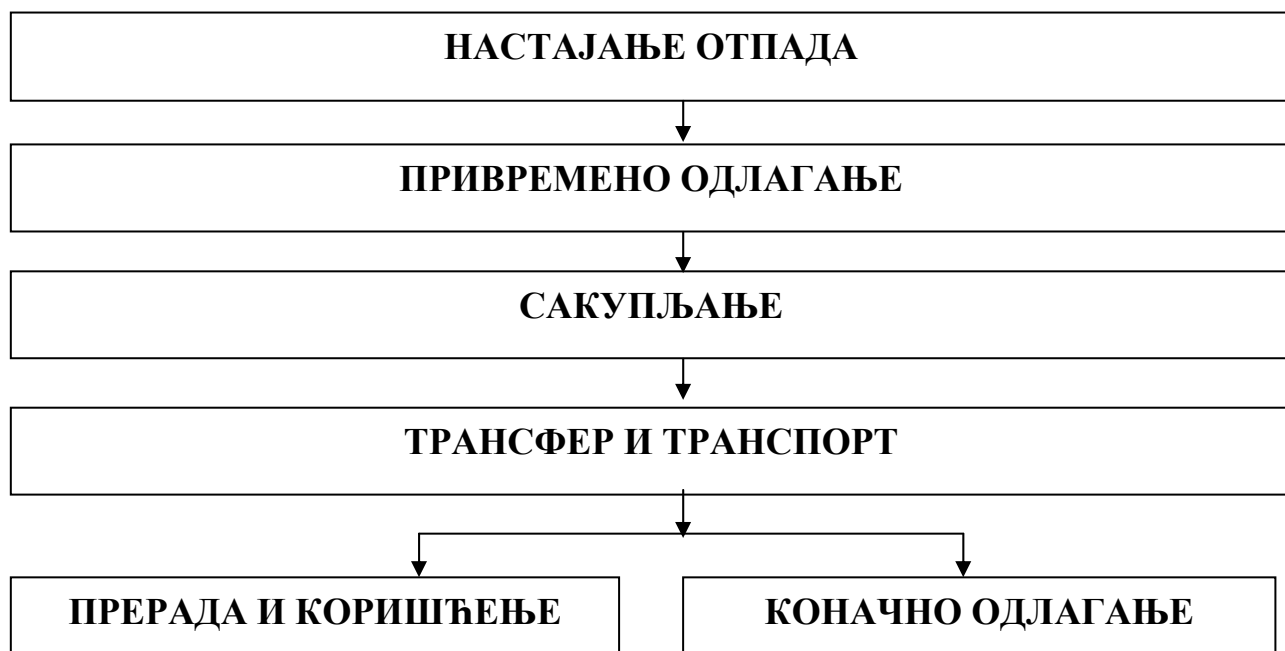 НАСТАЈАЊЕ ОТПАДА
ПРИВРЕМЕНО ОДЛАГАЊЕ
САКУПЉАЊЕ
ТРАНСФЕР И ТРАНСПОРТ
ПРЕРАДА И КОРИШЋЕЊЕ
КОНАЧНО ОДЛАГАЊЕ